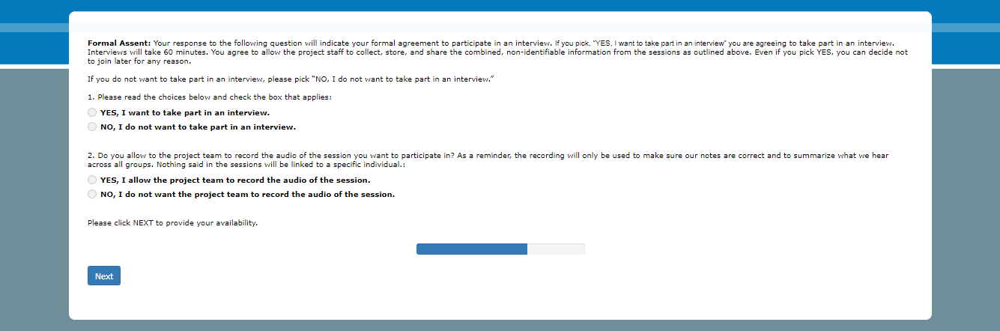 Formal Assent: Your response to the following question will indicate your formal agreement to participate in an interview. If you pick, "YES, I want to take part in an interview" you are agreeing to take part in an interview.
Interviews will take 60 minutes. You agree to allow the project staff to collect, store, and share the combined, non-identifiable information from the sessions as outlined above. Even if you pick YES, you can decide not
to join later for any reason.
If you do not want to take part in an interview, please pick "NO, I do not want to take part in an interview."
1. Please read the choices below and check the box that applies:
YES, I want to take part in an interview.
NO, I do not want to take part in an interview.
2. Do you allow to the project team to record the audio of the session you want to participate in? As a reminder, the recording will only be used to make sure our notes are correct and to summarize what we hear
across all groups. Nothing said in the sessions will be linked to a specific individual.:
YES, I allow the project team to record the audio of the session.
NO, I do not want the project team to record the audio of the session.
Please click NEXT to provide your availability.
Next